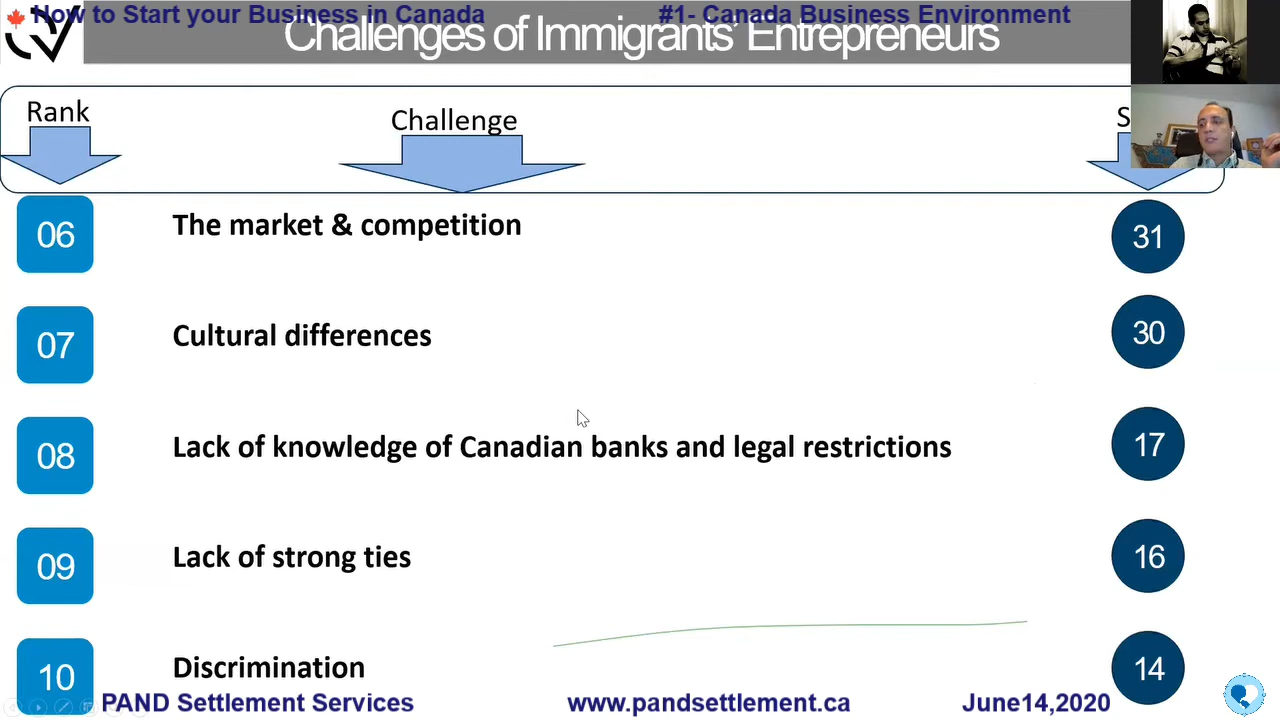 How to Start your Business in Canada
#1- Canada Business Environment
Challenges of Immigrants' Entrepreneurs
Rank
Challenge
S
06
The market & competition
31
07
Cultural differences
30
08
Lack of knowledge of Canadian banks and legal restrictions
17
09
Lack of strong ties
16
10
Discrimination
14
PAND Settlement Services
www.pandsettlement.ca
June14,2020